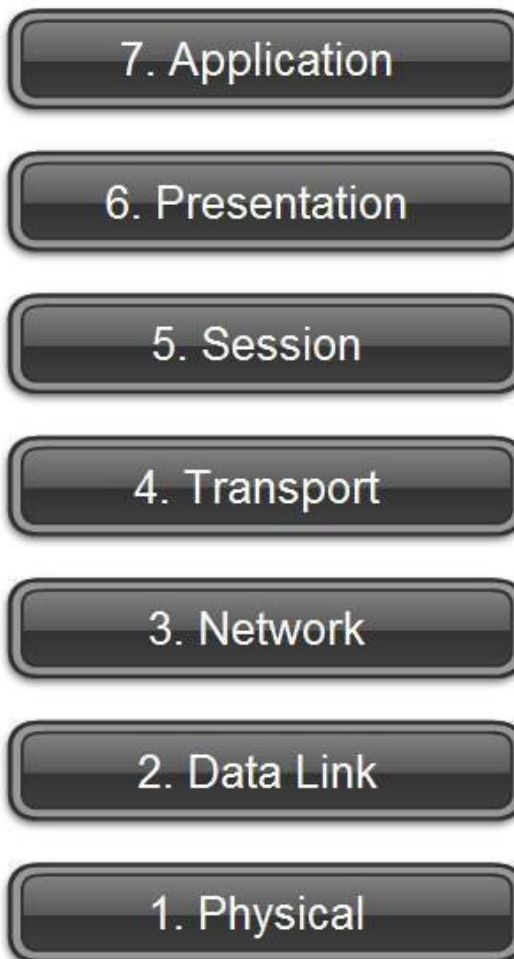 7. Application
6. Presentation
5. Session
4. Transport
3. Network
2. Data Link
1. Physical